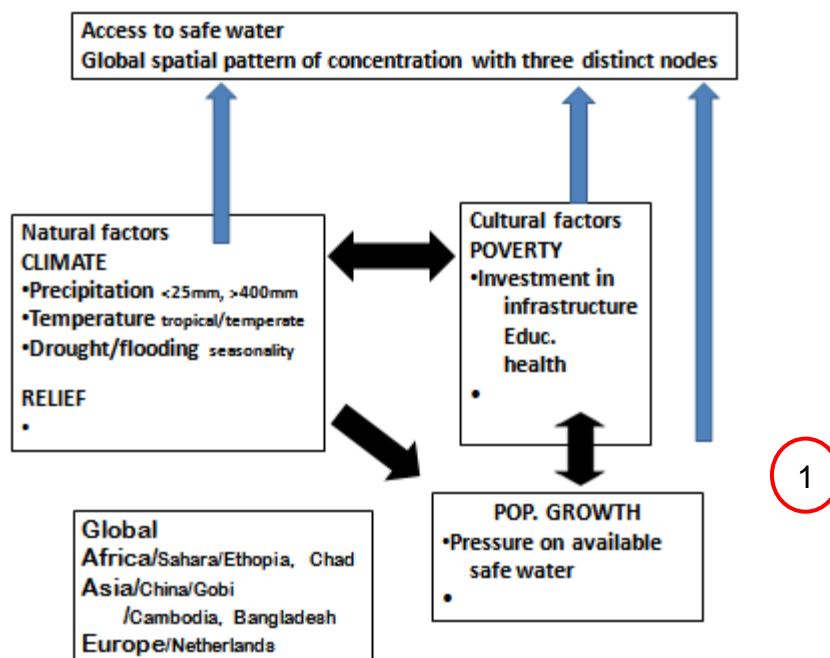 Access to safe water
Global spatial pattern of concentration with three distinct nodes
Natural factors
CLIMATE
•Precipitation <25mm, >400mm
•Temperature tropical/temperate
•Drought/flooding seasonality
RELIEF
•
Cultural factors
POVERTY
•Investment in
infrastructure
Educ.
health
•
1
POP. GROWTH
•Pressure on available
safe water
•
Global
Africa/Sahara/Ethiopia, Chad
Asia/China/Gobi
/Cambodia, Bangladesh
Europe/Netherlands